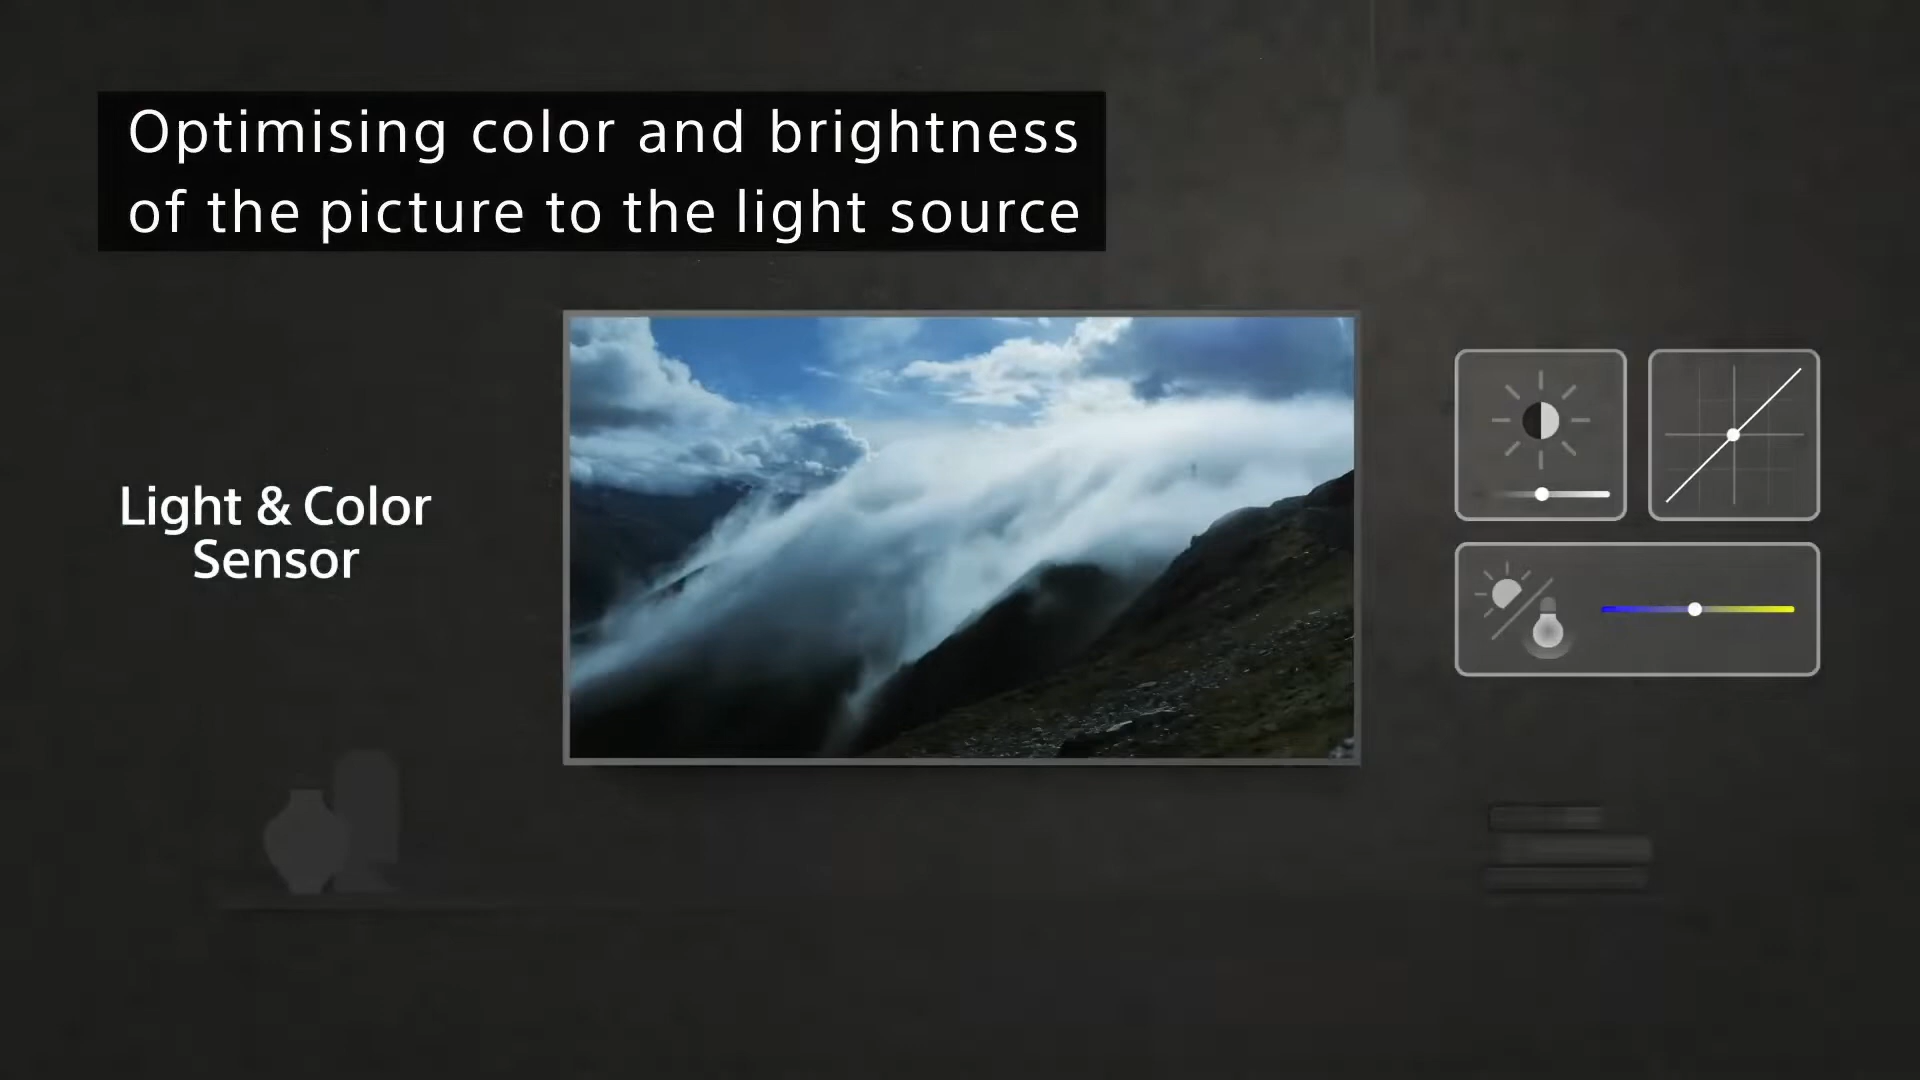 Optimising color and brightness
of the picture to the light source
Light & Color
Sensor